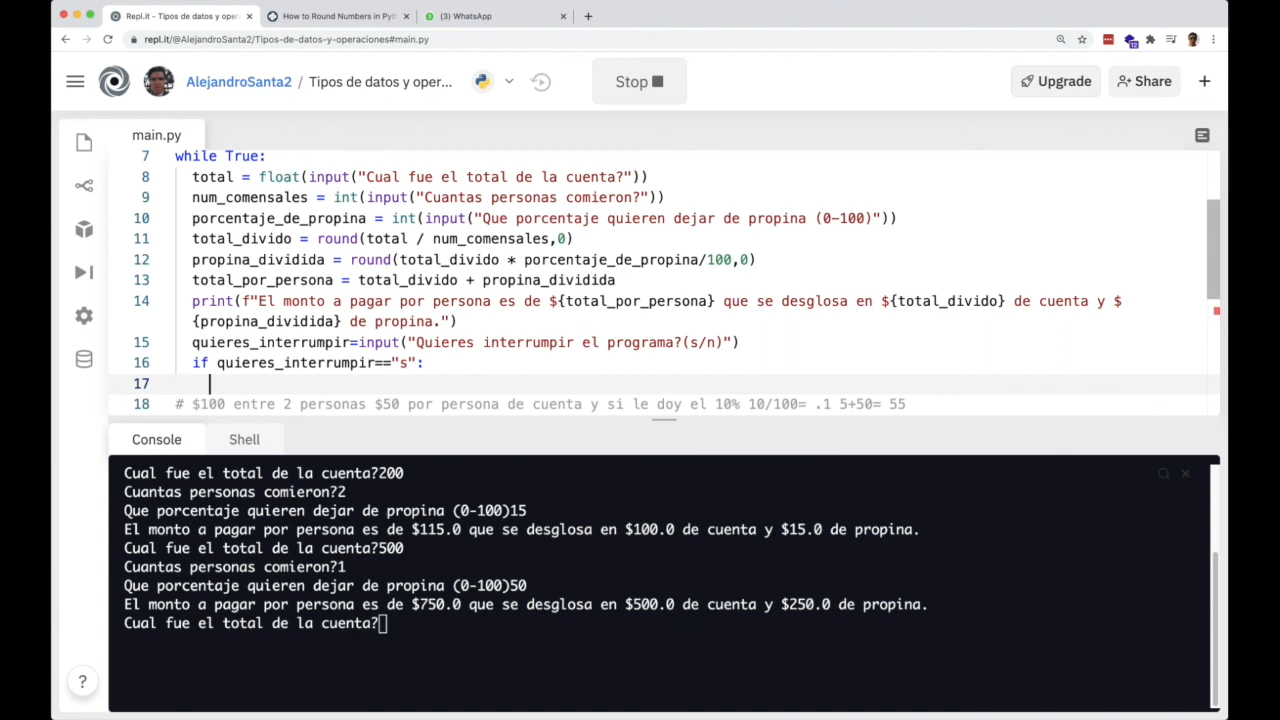 Repl.it - Tipos de datos y oper
How to Round Numbers in Pyt
(3) WhatsApp
repl.it/@AlejandroSanta2/Tipos-de-datos-y-operaciones#main.py
12
AlejandroSanta2 / Tipos de datos y oper...
Stop
Upgrade
Share
main.py
7 while True:
8 total = float(input("Cual fue el total de la cuenta?"))
9 num_comensales = int(input("Cuantas personas comieron?"))
10 porcentaje_de_propina = int(input("Que porcentaje quieren dejar de propina (0-100)"))
11 total_divido = round(total / num_comensales,0)
12 propina_dividida = round(total_divido * porcentaje_de_propina/100,0)
13 total_por_persona = total_divido + propina_dividida
14 print(f"El monto a pagar por persona es de ${total_por_persona} que se desglosa en ${total_divido} de cuenta y $
{propina_dividida} de propina.")
15 quieres_interrumpir=input("Quieres interrumpir el programa?(s/n)")
16 if quieres_interrumpir=="s":
17
18 # $100 entre 2 personas $50 por persona de cuenta y si le doy el 10% 10/100= .1 5+50= 55
Console
Shell
Cual fue el total de la cuenta?200
Cuantas personas comieron?2
Que porcentaje quieren dejar de propina (0-100)15
El monto a pagar por persona es de $115.0 que se desglosa en $100.0 de cuenta y $15.0 de propina.
Cual fue el total de la cuenta?500
Cuantas personas comieron?1
Que porcentaje quieren dejar de propina (0-100)50
El monto a pagar por persona es de $750.0 que se desglosa en $500.0 de cuenta y $250.0 de propina.
Cual fue el total de la cuenta?
?